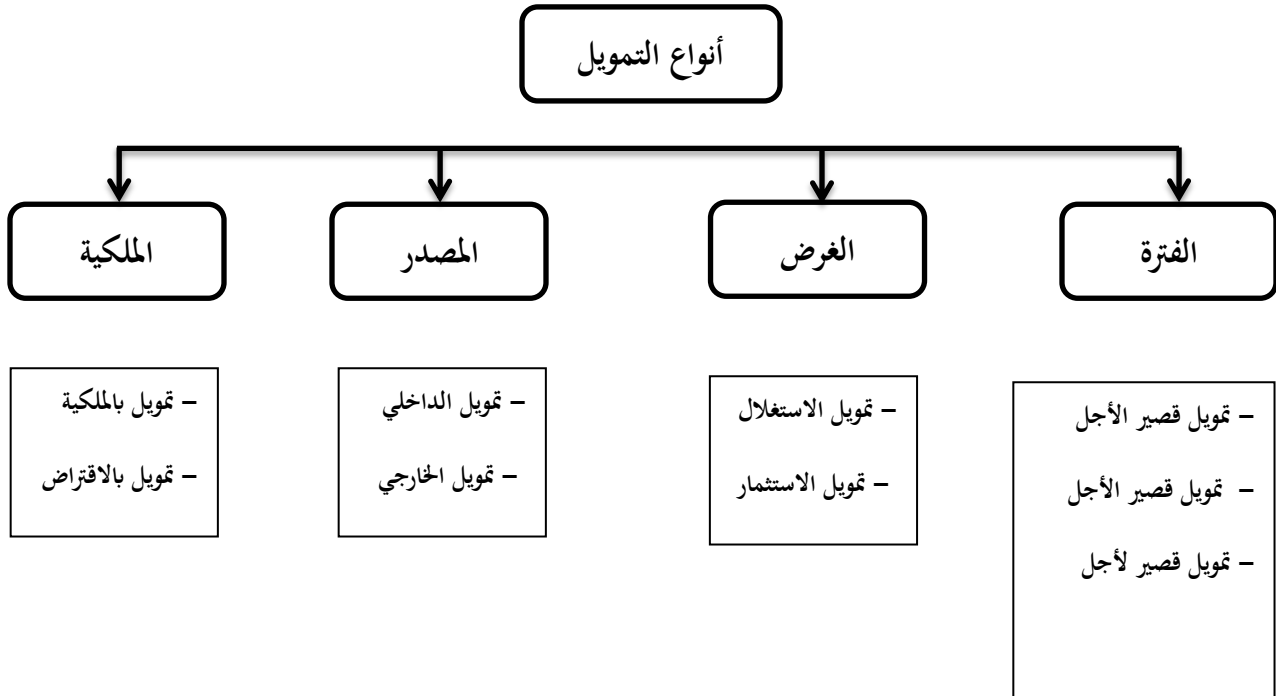 أنواع التمويل
الفترة
الغرض
المصدر
الملكية
– تمويل قصير الأجل
– تمويل قصير الأجل
– تمويل قصير لأجل
– تمويل الاستغلال
– تمويل الاستثمار
– تمويل الداخلي
– تمويل الخارجي
– تمويل بالملكية
– تمويل بالاقتراض